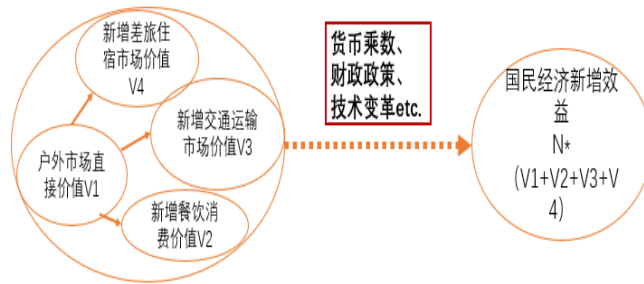 新增差旅住
宿市场价值
V4
新增交通运输
市场价值V3
户外市场直
接价值V1
新增餐饮消
费价值V2
货币乘数、
财政政策、
技术变革etc.
国民经济新增效
益
N*
(V1+V2+V3+V
4)